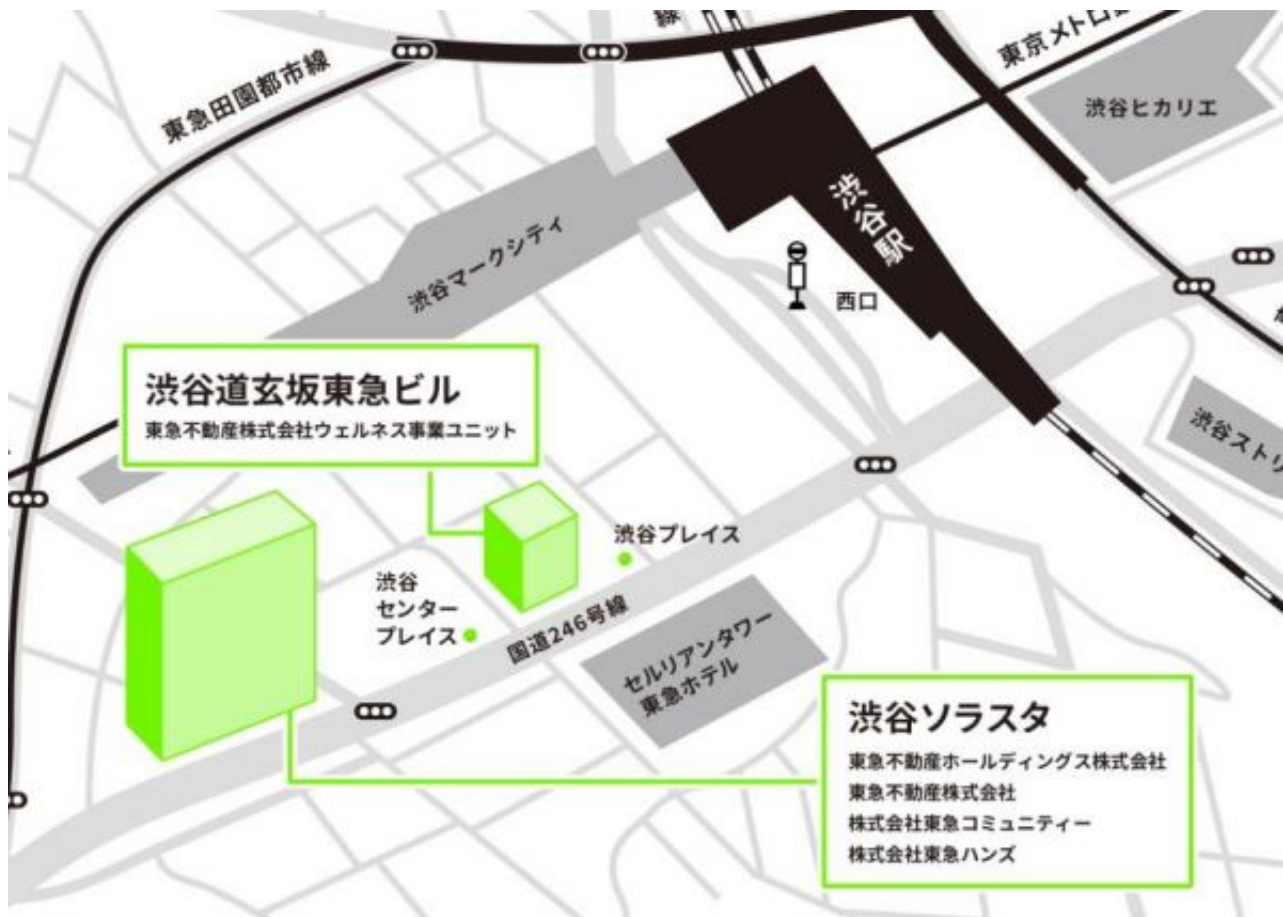 線
東京メトロ
東急田園都市線
渋谷ヒカリエ
渋谷駅
渋谷マークシティ
西口
渋谷道玄坂東急ビル
東急不動産株式会社ウェルネス事業ユニット
渋谷ストリ
渋谷プレイス
渋谷
センター
プレイス
国道246号線
セルリアンタワー
東急ホテル
渋谷ソラスタ
東急不動産ホールディングス株式会社
東急不動産株式会社
株式会社東急コミュニティー
株式会社東急ハンズ